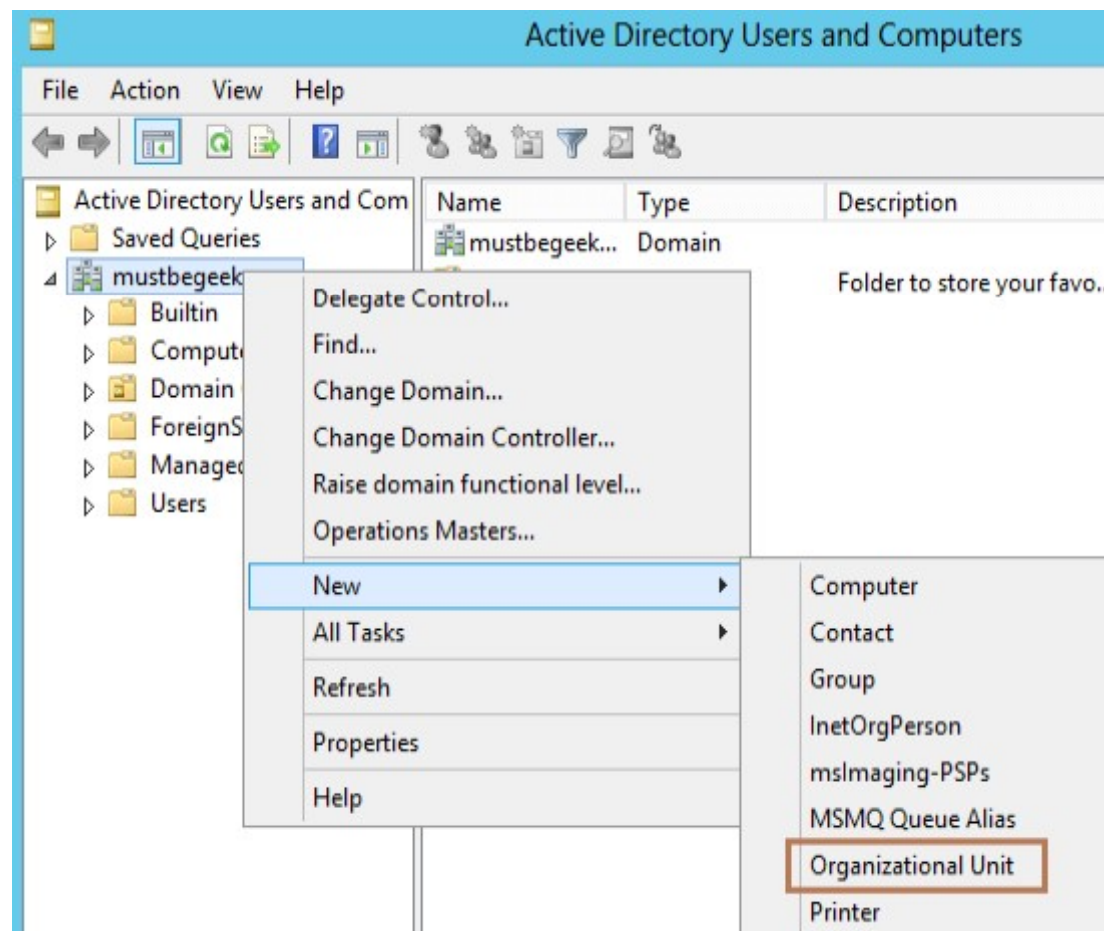 Active Directory Users and Computers
File Action View Help
Active Directory Users and Com
Name Type Description
Saved Queries
mustbegeek... Domain
mustbegeek
Folder to store your favo..
Builtin
Compute
Domain
ForeignS
Managed
Users
Delegate Control...
Find...
Change Domain...
Change Domain Controller...
Raise domain functional level...
Operations Masters...
New
All Tasks
Refresh
Properties
Help
Computer
Contact
Group
InetOrgPerson
msImaging-PSPs
MSMQ Queue Alias
Organizational Unit
Printer